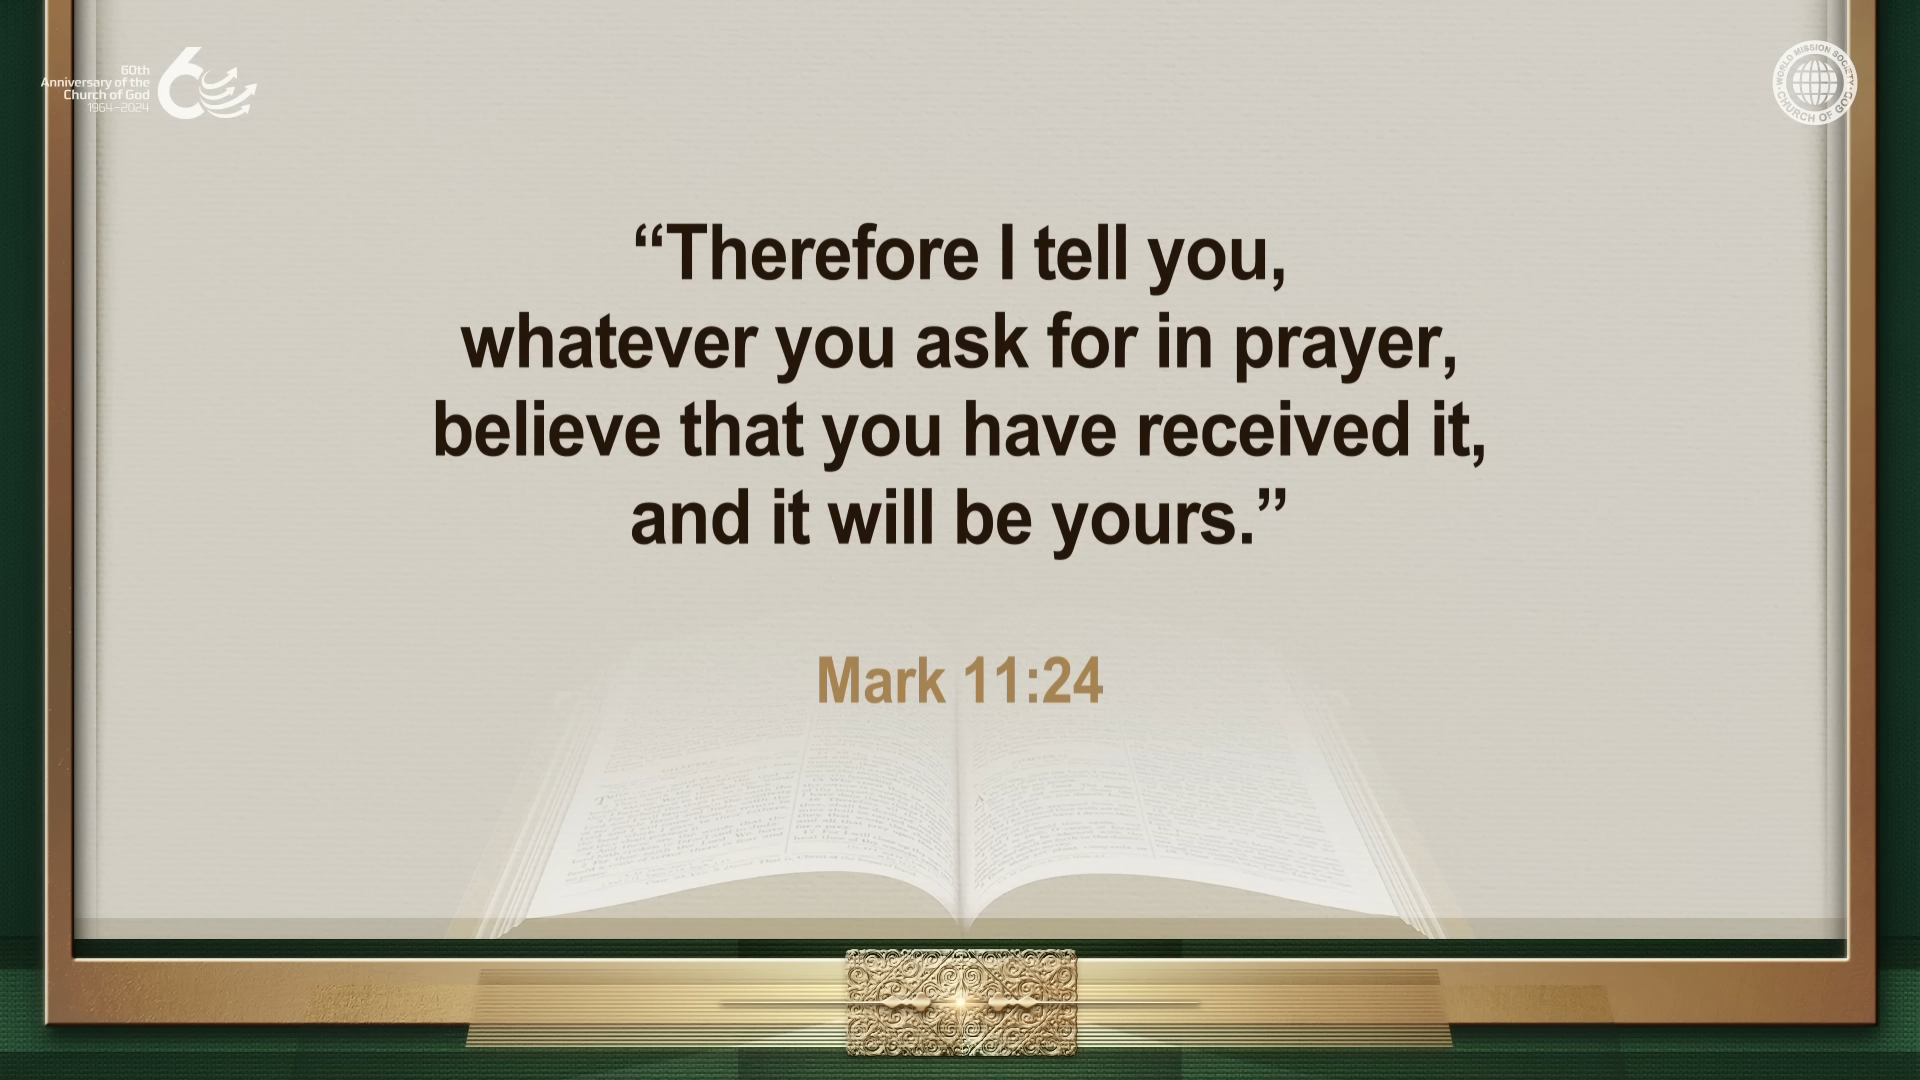 60th
Anniversary of the
Church of God
1964–2024
WORLD MISSION SOCIETY
CHURCH OF GOD
“Therefore I tell you,
whatever you ask for in prayer,
believe that you have received it,
and it will be yours.”
Mark 11:24